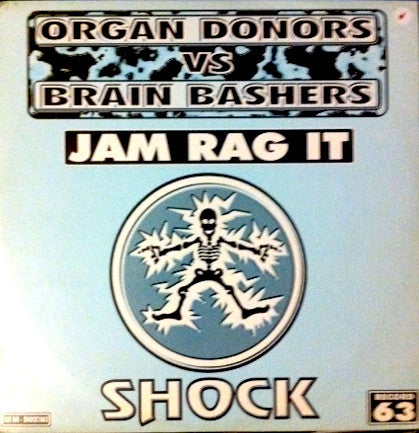 ORGAN DONORS
VS
BRAIN BASHERS
JAM RAG IT
SHOCK
63